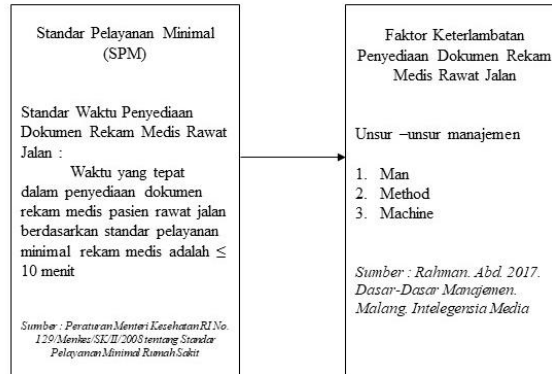 Standar Pelayanan Minimal
(SPM)
Standar Waktu Penyediaan
Dokumen Rekam Medis Rawat
Jalan :
Waktu yang tepat
dalam penyediaan dokumen
rekam medis pasien rawat jalan
berdasarkan standar pelayanan
minimal rekam medis adalah ≤
10 menit
Sumber : Peraturan Menteri Kesehatan RI No.
129/Menkes/SK/II/2008 tentang Standar
Pelayanan Minimal Rumah Sakit
Faktor Keterlambatan
Penyediaan Dokumen Rekam
Medis Rawat Jalan
Unsur –unsur manajemen
1. Man
2. Method
3. Machine
Sumber : Rahman. Abd. 2017.
Dasar-Dasar Manajemen.
Malang. Intelegensia Media